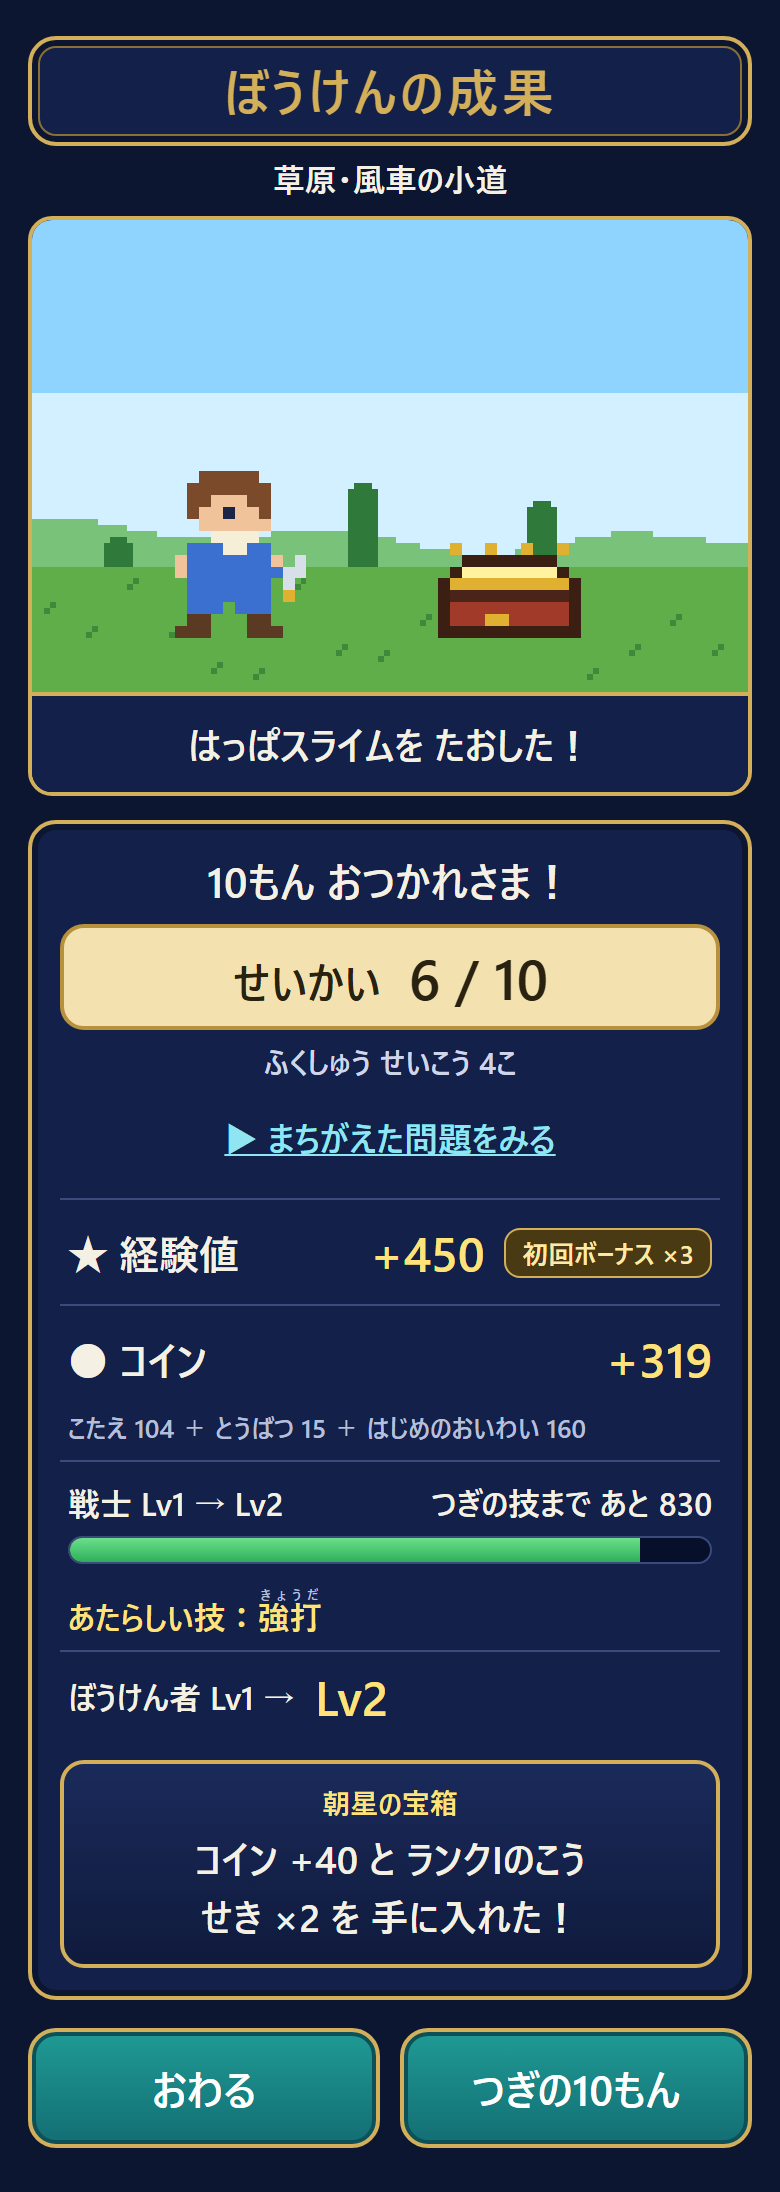 ぼうけんの成果
草原・風車の小道
はっぱスライムを たおした！
10もん おつかれさま！
せいかい 6 / 10
ふくしゅう せいこう 4こ
▶ まちがえた問題をみる
★ 経験値 +450 初回ボーナス ×3
● コイン +319
こたえ 104 ＋ とうばつ 15 ＋ はじめのおいわい 160
戦士 Lv1 → Lv2 つぎの技まで あと 830
きょうだ
あたらしい技：強打
ぼうけん者 Lv1 → Lv2
朝星の宝箱
コイン +40 と ランクIのこう
せき ×2 を 手に入れた！
おわる
つぎの10もん